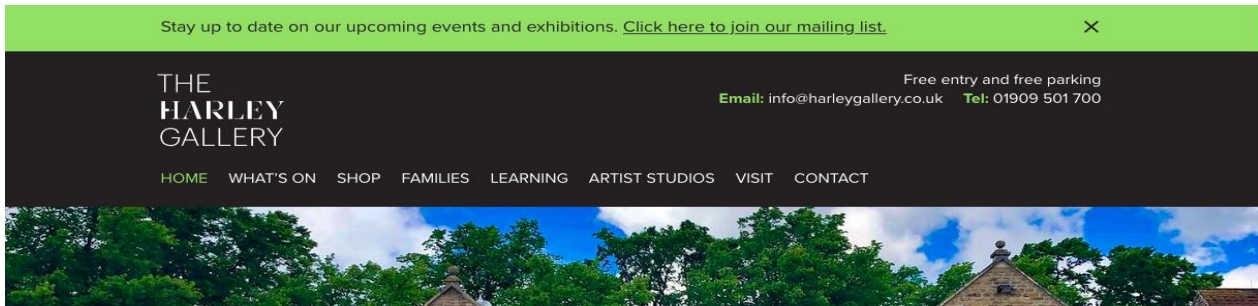 Stay up to date on our upcoming events and exhibitions. Click here to join our mailing list.
THE
HARLEY
GALLERY
Free entry and free parking
Email: info@harleygallery.co.uk Tel: 01909 501 700
HOME WHAT'S ON SHOP FAMILIES LEARNING ARTIST STUDIOS VISIT CONTACT